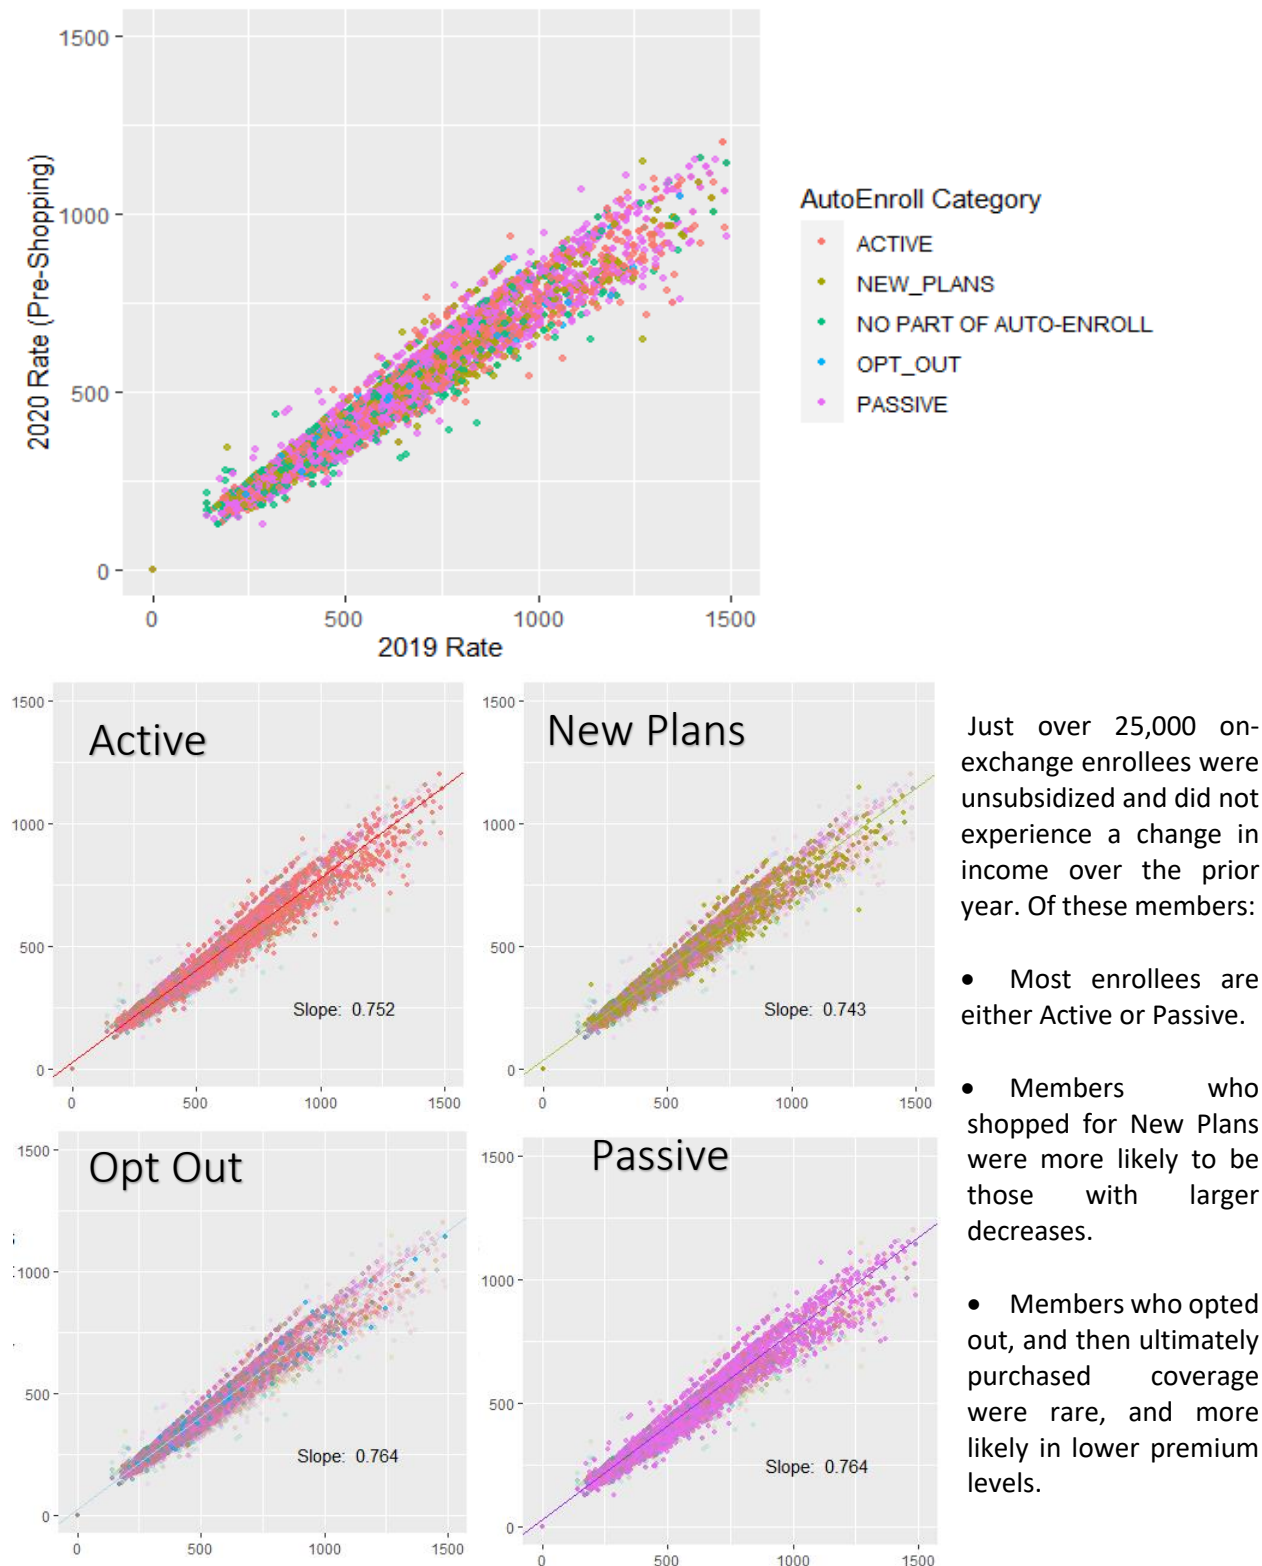 1500
1000
500
0
2020 Rate (Pre-Shopping)
0 500 1000 1500
2019 Rate
AutoEnroll Category
ACTIVE
NEW_PLANS
NO PART OF AUTO-ENROLL
OPT_OUT
PASSIVE
Active
1500
1000
500
0
Slope: 0.752
0 500 1000 1500
New Plans
1500
1000
500
0
Slope: 0.743
0 500 1000 1500
Opt Out
1500
1000
500
0
Slope: 0.764
0 500 1000 1500
Passive
1500
1000
500
0
Slope: 0.764
0 500 1000 1500
Just over 25,000 on-
exchange enrollees were
unsubsidized and did not
experience a change in
income over the prior
year. Of these members:
• Most enrollees are
either Active or Passive.
• Members who
shopped for New Plans
were more likely to be
those with larger
decreases.
• Members who opted
out, and then ultimately
purchased coverage
were rare, and more
likely in lower premium
levels.